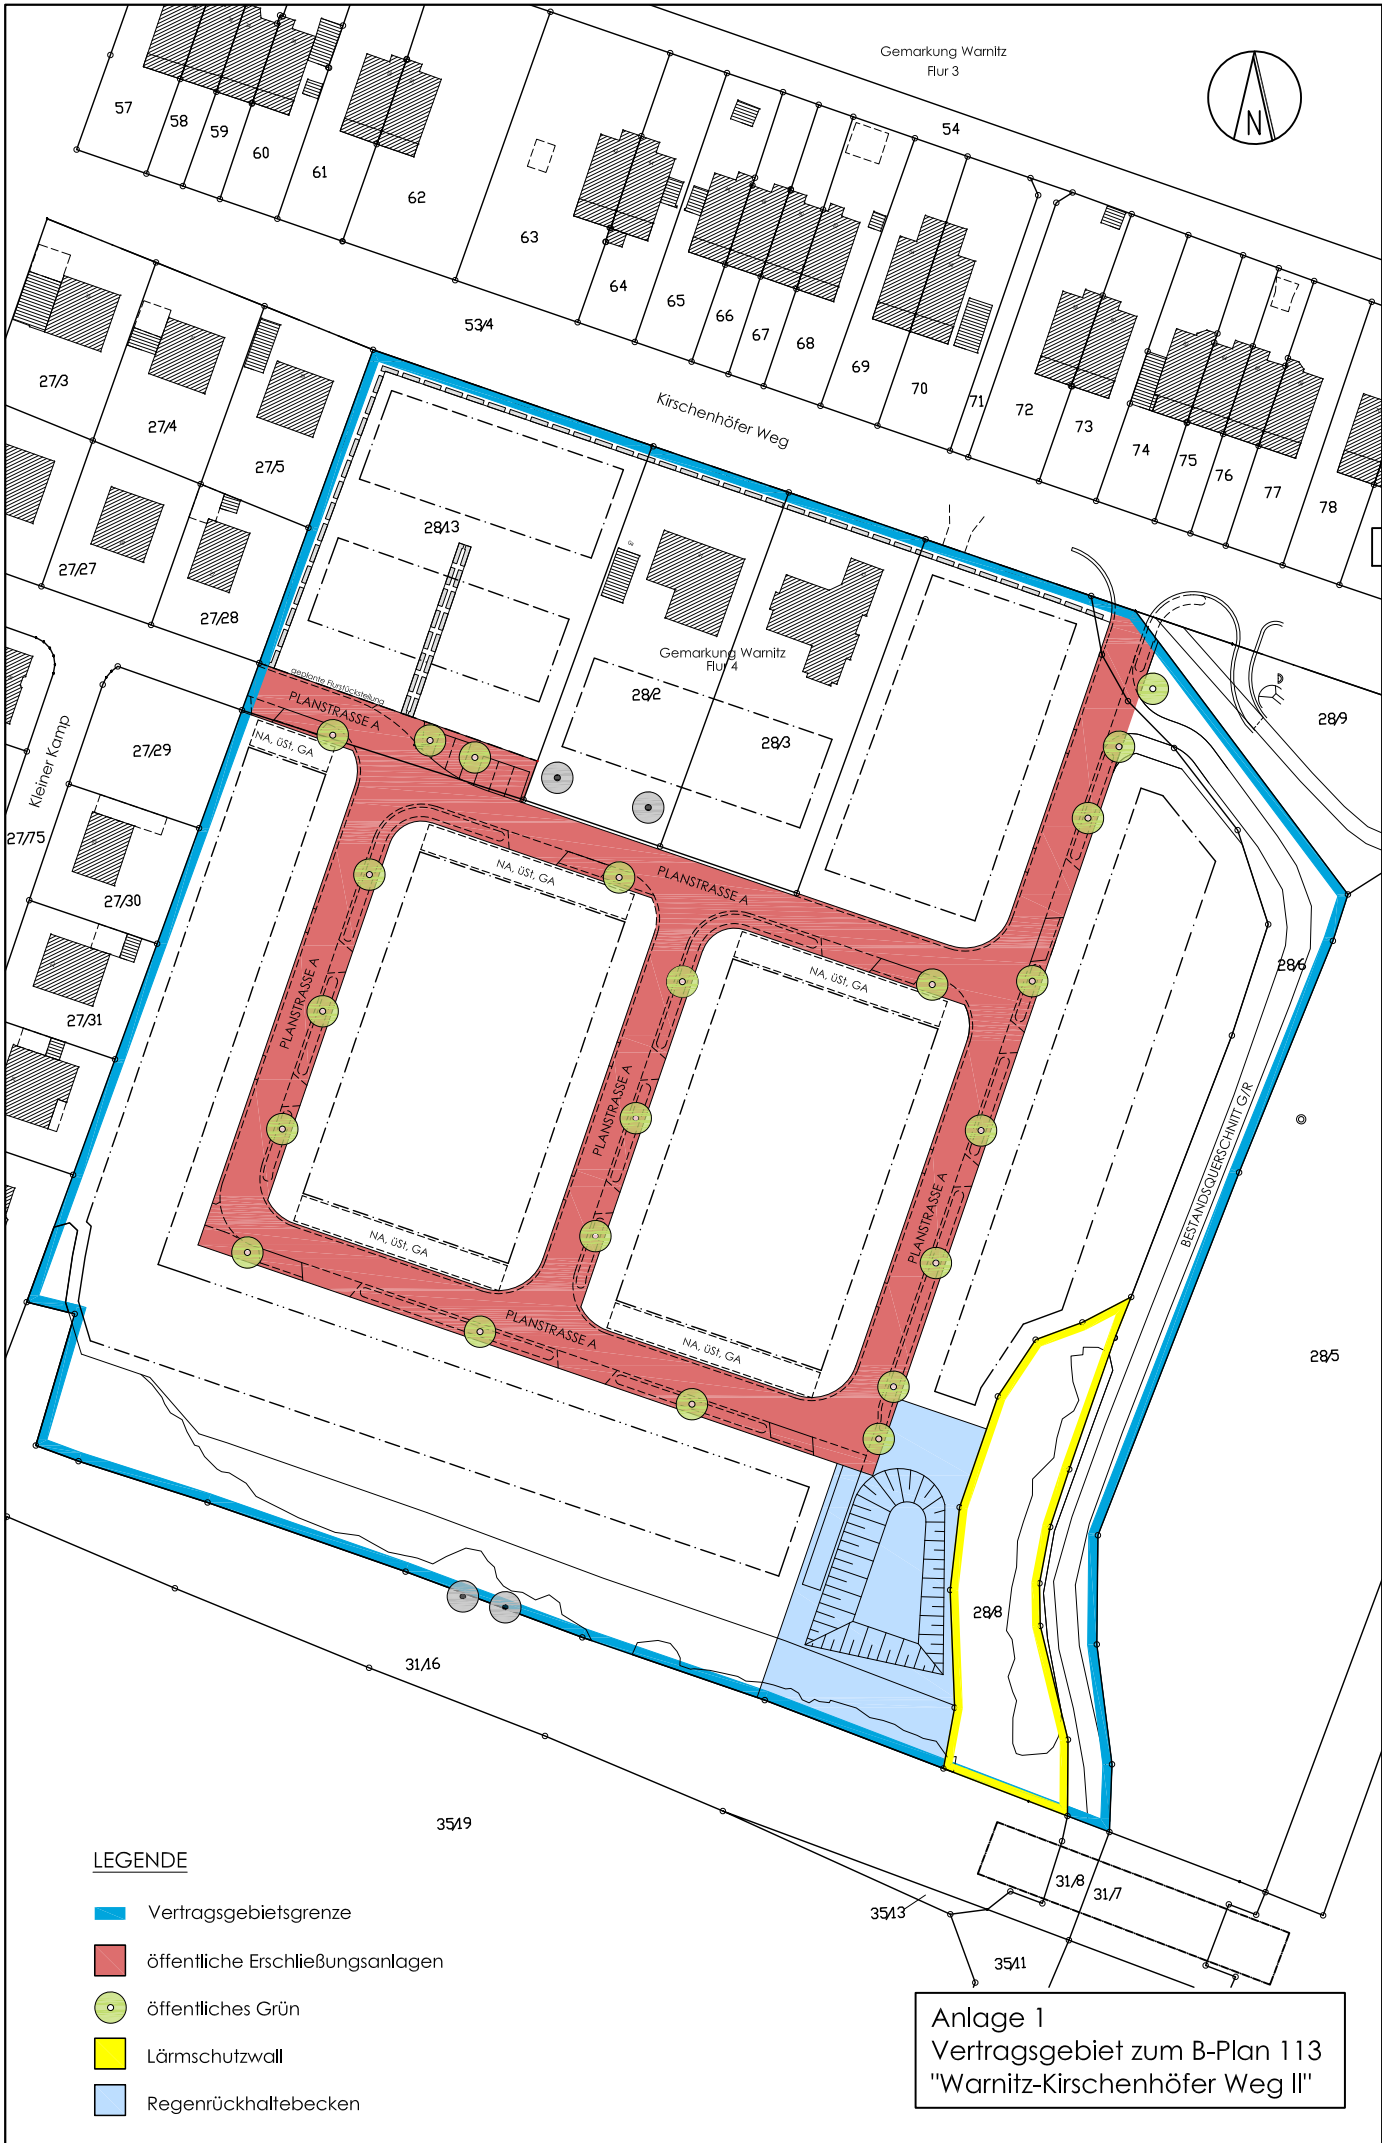 Gemarkung Warnitz
Flur 3
N
54
57
58
59
60
61
62
63
64
65
66
67
68
69
70
71
72
73
74
75
76
77
78
53/4
Kirschenhöfer Weg
27/3
27/4
27/5
27/27
27/28
27/29
27/30
27/31
27/75
Kleiner Kamp
28/13
Gemarkung Warnitz
Flur 4
28/2
28/3
28/9
28/6
28/5
28/8
geplante Flurstücksteilung
PLANSTRASSE A
NA, üSt, GA
NA, üSt, GA
PLANSTRASSE A
NA, üSt, GA
PLANSTRASSE A
PLANSTRASSE A
PLANSTRASSE A
NA, üSt, GA
PLANSTRASSE A
NA, üSt, GA
BESTANDSQUERSCHNITT G/R
31/16
35/19
31/8
31/7
35/13
35/11
LEGENDE
Vertragsgebietsgrenze
öffentliche Erschließungsanlagen
öffentliches Grün
Lärmschutzwall
Regenrückhaltebecken
Anlage 1
Vertragsgebiet zum B-Plan 113
"Warnitz-Kirschenhöfer Weg II"